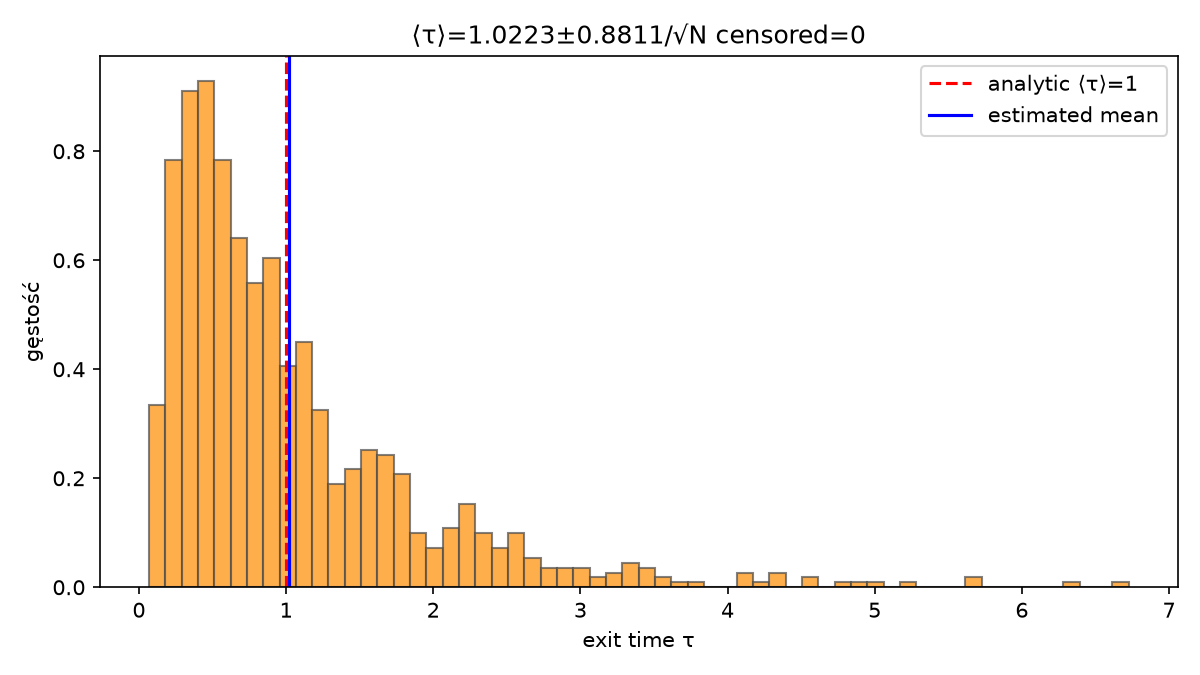 ⟨τ⟩=1.0223±0.8811/√N censored=0
analytic ⟨τ⟩=1
estimated mean
gęstość
0.8
0.6
0.4
0.2
0.0
0 1 2 3 4 5 6 7
exit time τ